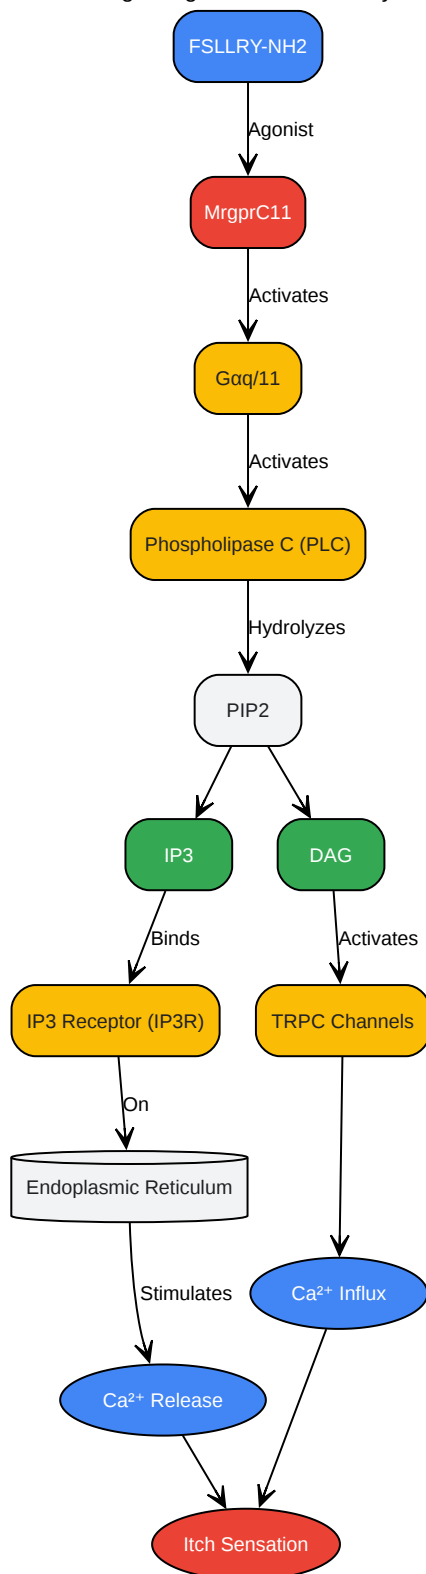 FSLLRY-NH2
Agonist
MrgprC11
Activates
Gαq/11
Activates
Phospholipase C (PLC)
Hydrolyzes
PIP2
IP3
DAG
Binds
Activates
IP3 Receptor (IP3R)
TRPC Channels
On
Endoplasmic Reticulum
Stimulates
Ca²⁺ Influx
Ca²⁺ Release
Itch Sensation